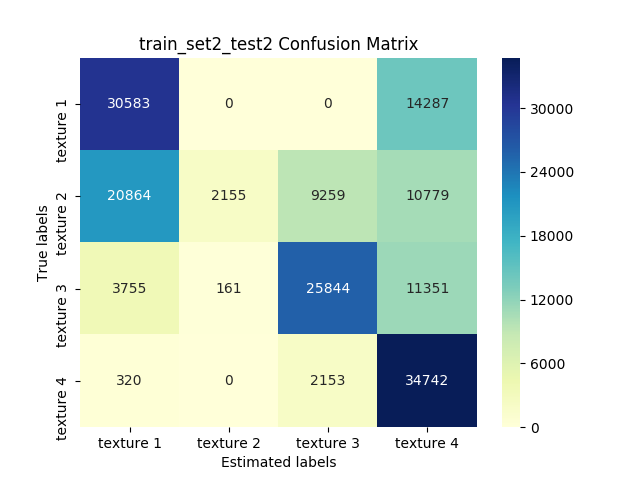 train_set2_test2 Confusion Matrix
True labels
texture 1
30583 0 0 14287
texture 2
20864 2155 9259 10779
texture 3
3755 161 25844 11351
texture 4
320 0 2153 34742
texture 1 texture 2 texture 3 texture 4
Estimated labels
30000
24000
18000
12000
6000
0